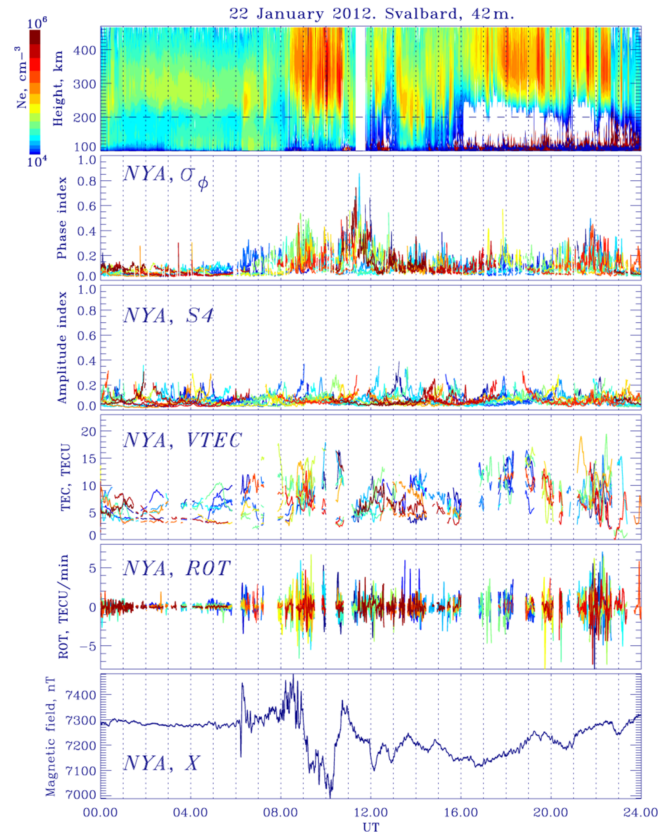 22 January 2012. Svalbard, 42m.
10⁶
Ne, cm⁻³
10⁴
Height, km
400
300
200
100
NYA, σ_ϕ
Phase index
1.0
0.8
0.6
0.4
0.2
0.0
NYA, S4
Amplitude index
1.0
0.8
0.6
0.4
0.2
0.0
NYA, VTEC
TEC, TECU
20
15
10
5
0
NYA, ROT
ROT, TECU/min
5
0
-5
NYA, X
Magnetic field, nT
7400
7300
7200
7100
7000
00.00 04.00 08.00 12.00 16.00 20.00 24.00
UT